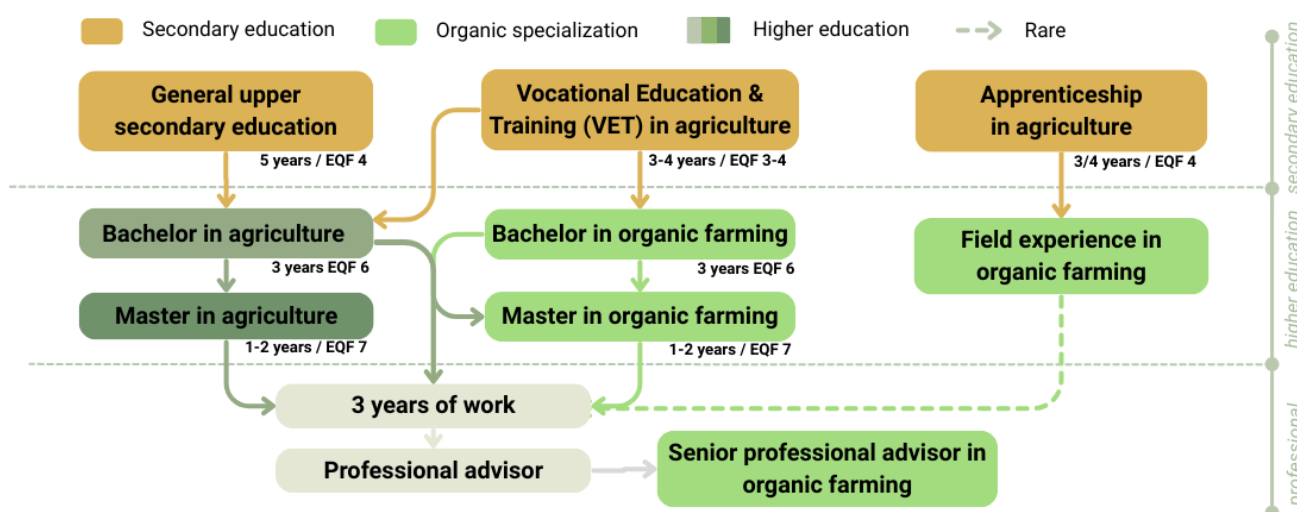 Secondary education
Organic specialization
Higher education
Rare
General upper
secondary education
Vocational Education &
Training (VET) in agriculture
Apprenticeship
in agriculture
5 years / EQF 4
3-4 years / EQF 3-4
3/4 years / EQF 4
secondary education
Bachelor in agriculture
Bachelor in organic farming
Field experience in
organic farming
3 years EQF 6
3 years EQF 6
Master in agriculture
Master in organic farming
1-2 years / EQF 7
1-2 years / EQF 7
higher education
3 years of work
Professional advisor
Senior professional advisor in
organic farming
professional